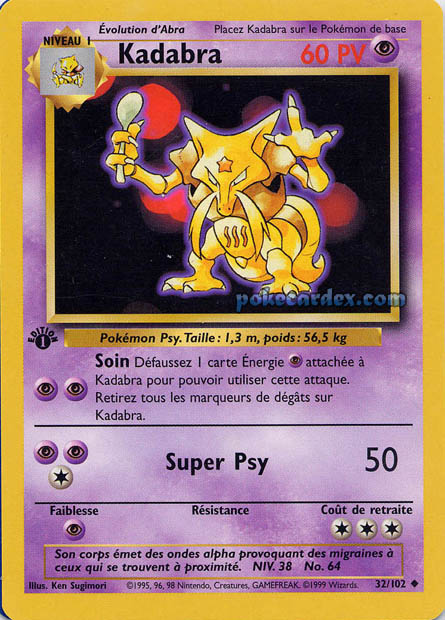 Évolution d'Abra
Placez Kadabra sur le Pokémon de base
NIVEAU 1
Kadabra
60 PV
pokecardex.com
EDITION
1
Pokémon Psy. Taille : 1,3 m, poids : 56,5 kg
Soin Défaussez 1 carte Énergie attachée à
Kadabra pour pouvoir utiliser cette attaque.
Retirez tous les marqueurs de dégâts sur
Kadabra.
Super Psy
50
Faiblesse
Résistance
Coût de retraite
Son corps émet des ondes alpha provoquant des migraines à
ceux qui se trouvent à proximité. NIV. 38 No. 64
Illus. Ken Sugimori
©1995, 96, 98 Nintendo, Creatures, GAMEFREAK. ©1999 Wizards.
32/102